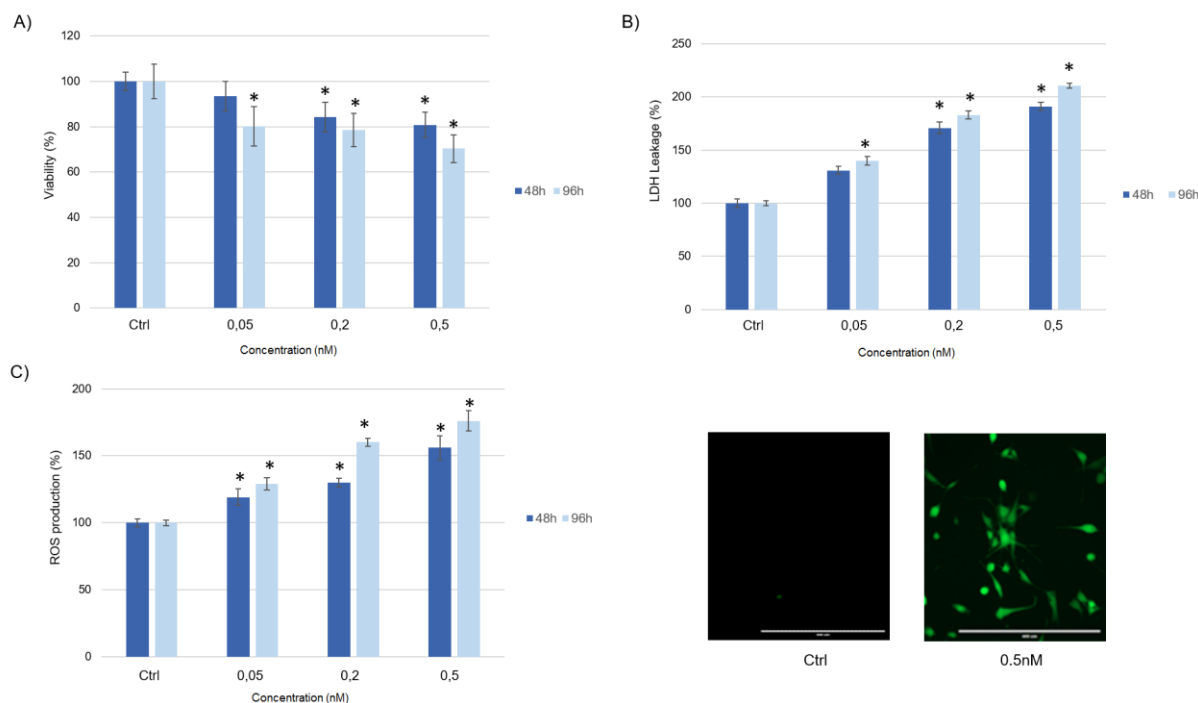 A)
120
100
80
60
40
20
0
Viability (%)
* * * * *
Ctrl 0,05 0,2 0,5
Concentration (nM)
48h 96h
B)
250
200
150
100
50
0
LDH Leakage (%)
* * * * *
Ctrl 0,05 0,2 0,5
Concentration (nM)
48h 96h
C)
200
150
100
50
0
ROS production (%)
* * * * * *
Ctrl 0,05 0,2 0,5
Concentration (nM)
48h 96h
Ctrl
0.5nM